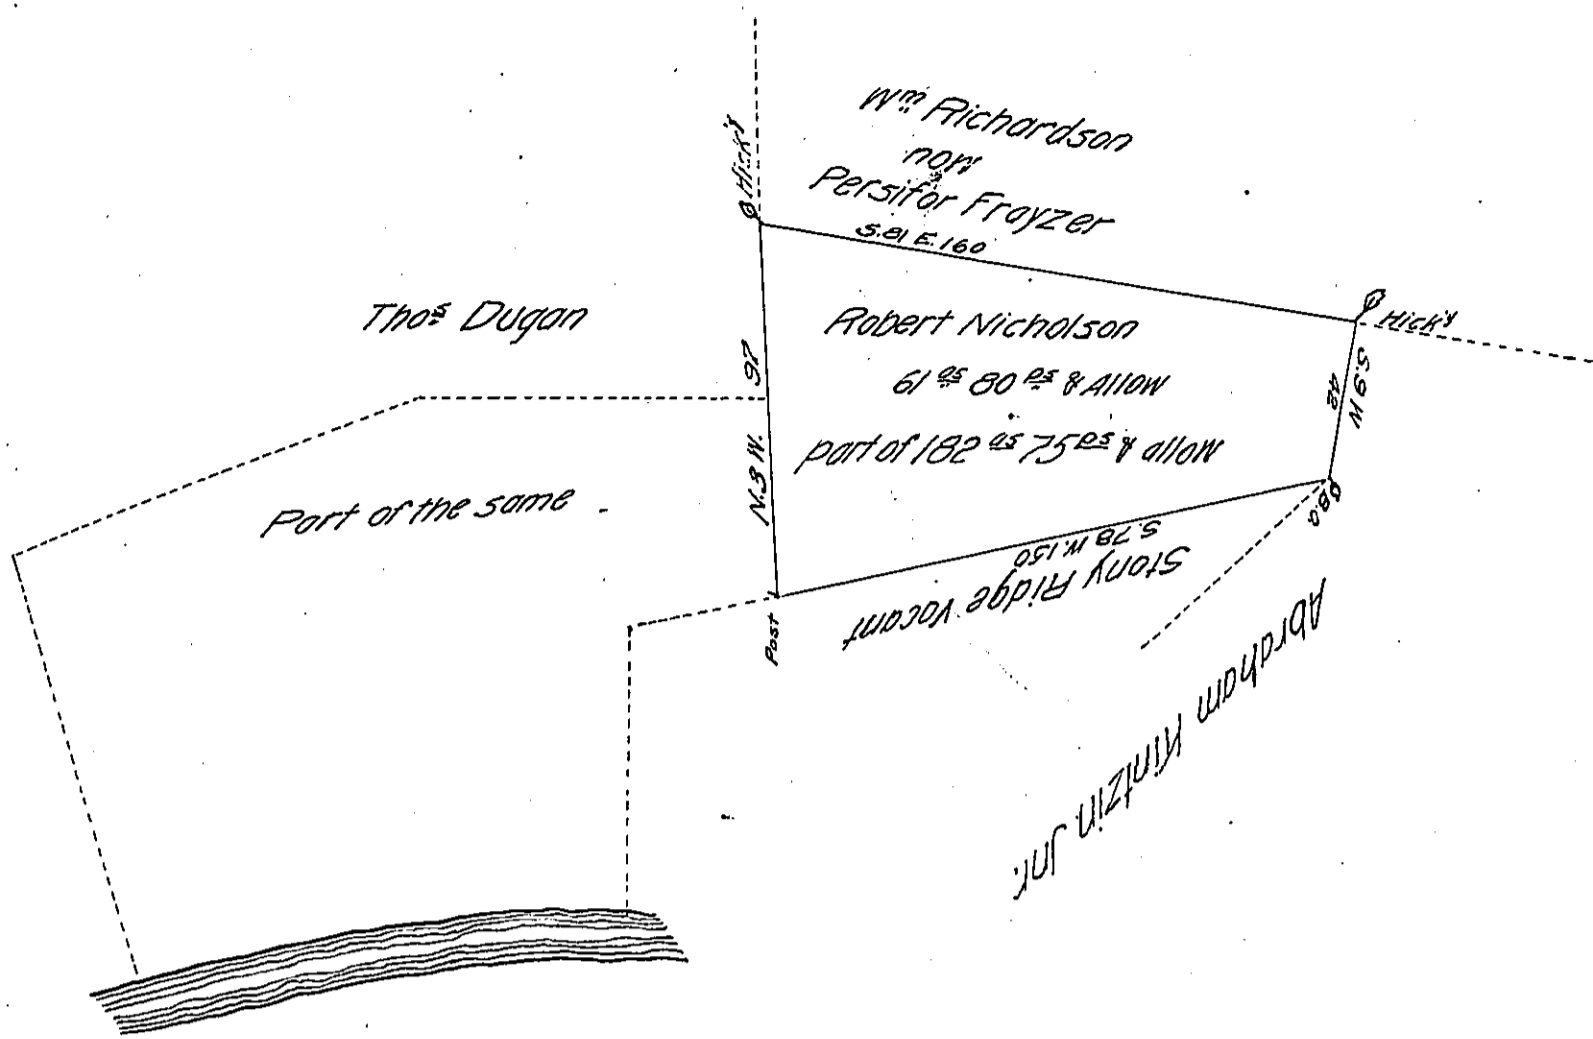 Wm Richardson
now
Persifor Frayzer
Hick'y
S.81 E.160
Thos Dugan
Robert Nicholson
61 as 80 ps & Allow
part of 182 as 75 ps & allow
Hick'y
S.9 W
42
N.3 W. 97
Part of the same
B.O.
S.78 W.150
Stony Ridge Vacant
Post
Abraham Kintzin Jnr.